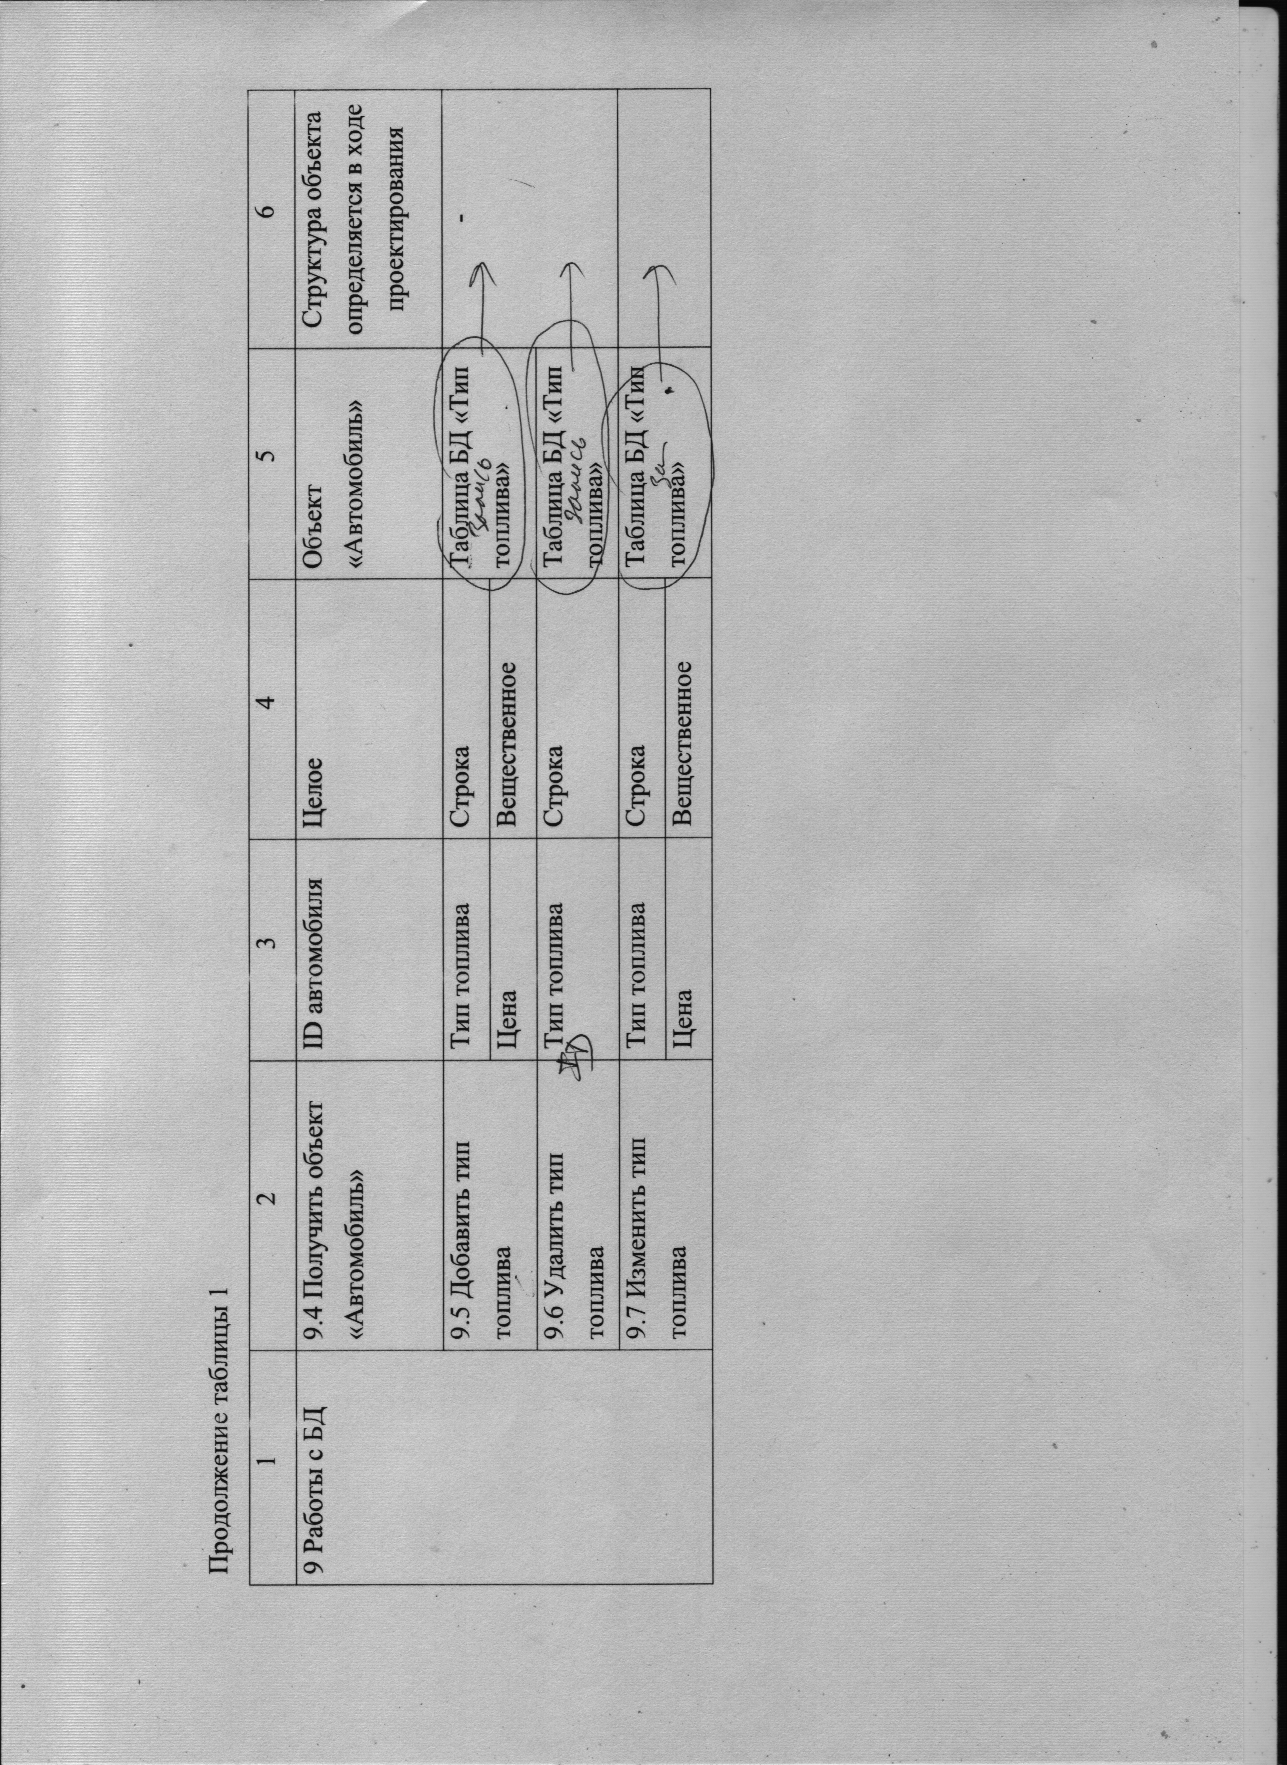 Продолжение таблицы 1
1 2 3 4 5 6
9 Работы с БД
9.4 Получить объект
«Автомобиль»
ID автомобиля
Целое
Объект
«Автомобиль»
Структура объекта
определяется в ходе
проектирования
9.5 Добавить тип
топлива
Тип топлива
Строка
Цена
Вещественное
Таблица БД «Тип
запись
топлива»
-
9.6 Удалить тип
топлива
Тип топлива
ID
Строка
Таблица БД «Тип
запись
топлива»
9.7 Изменить тип
топлива
Тип топлива
Строка
Цена
Вещественное
Таблица БД «Тип
за
топлива»